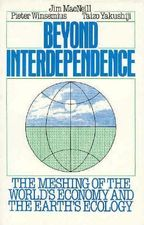 Jim MacNeill
Pieter Winsemius Taizo Yakushiji
BEYOND
INTERDEPENDENCE
THE MESHING OF THE
WORLD'S ECONOMY AND
THE EARTH'S ECOLOGY